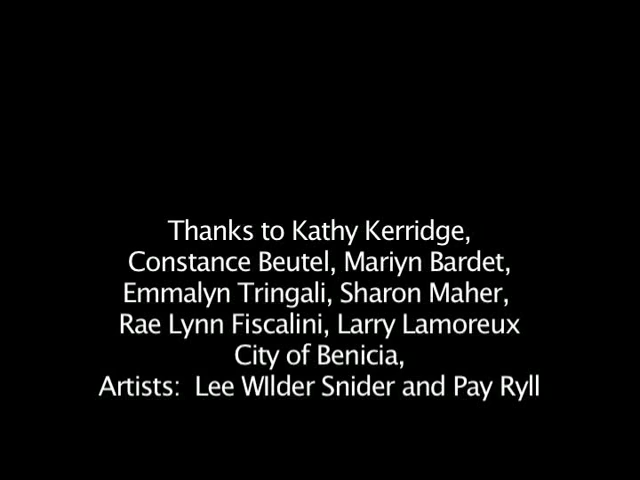 Thanks to Kathy Kerridge,
Constance Beutel, Mariyn Bardet,
Emmalyn Tringali, Sharon Maher,
Rae Lynn Fiscalini, Larry Lamoreux
City of Benicia,
Artists:  Lee WIlder Snider and Pay Ryll